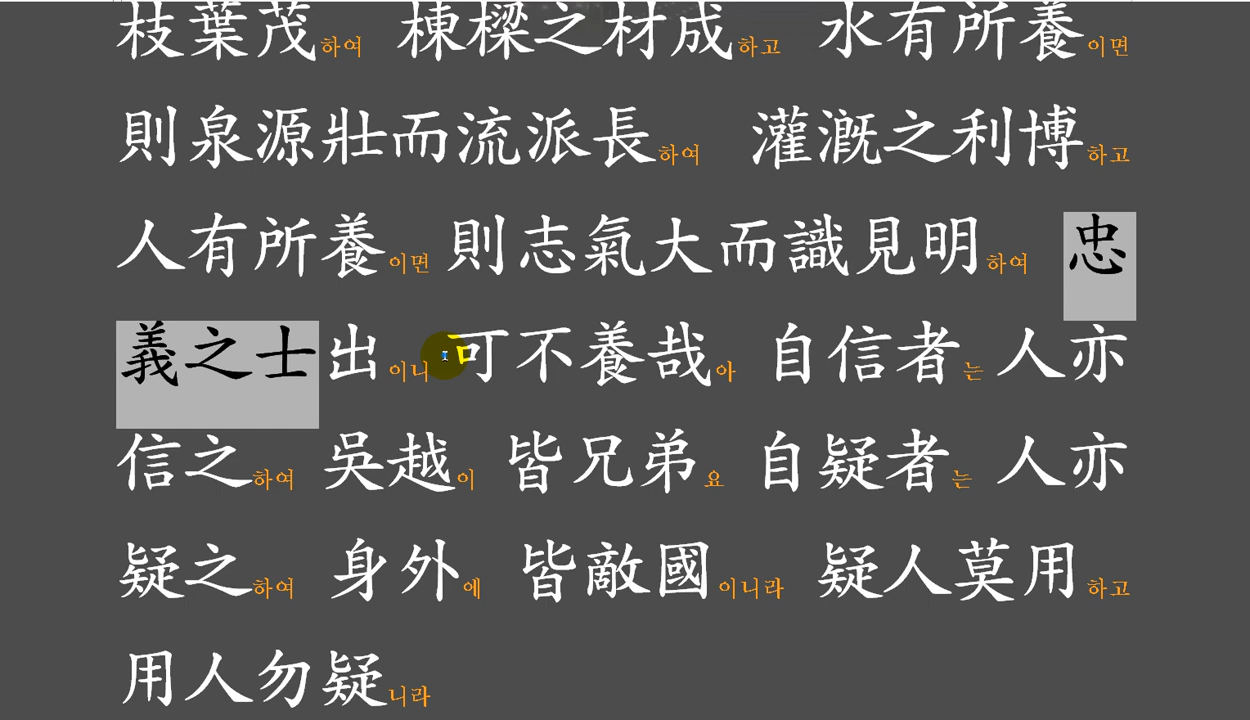 枝葉茂하여 棟樑之材成하고 水有所養이면
則泉源壯而流派長하여 灌漑之利博하고
人有所養이면 則志氣大而識見明하여 忠
義之士出이니 可不養哉아 自信者는 人亦
信之하여 吳越이 皆兄弟요 自疑者는 人亦
疑之하여 身外에 皆敵國이니라 疑人莫用하고
用人勿疑니라